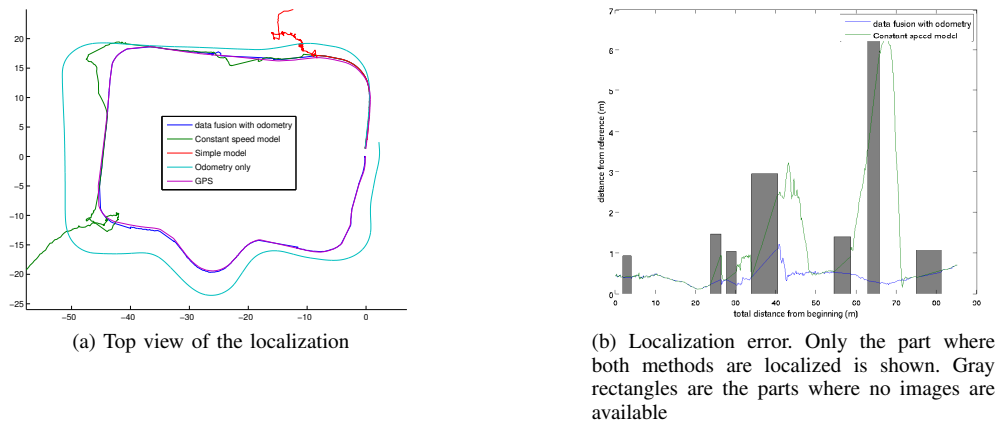 20
15
10
5
0
−5
−10
−15
−20
−25
−50
−40
−30
−20
−10
0
data fusion with odometry
Constant speed model
Simple model
Odometry only
GPS
(a) Top view of the localization
7
6
5
4
3
2
1
0
distance from reference (m)
data fusion with odometry
Constant speed model
0
10
20
30
40
50
60
70
80
90
total distance from beginning (m)
(b) Localization error. Only the part where
both methods are localized is shown. Gray
rectangles are the parts where no images are
available